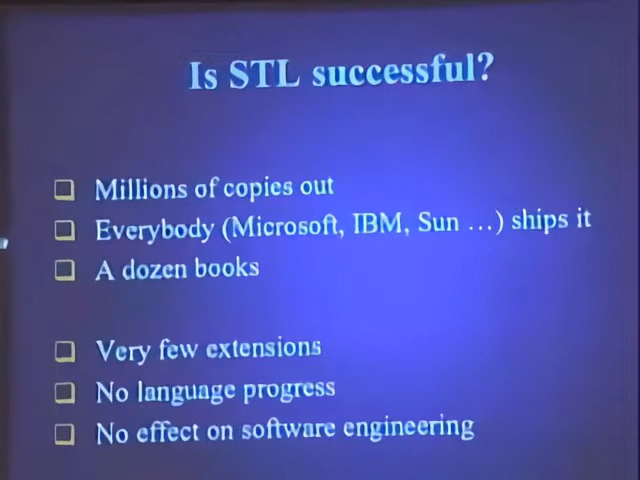 Is STL successful?
Millions of copies out
Everybody (Microsoft, IBM, Sun ...) ships it
A dozen books
Very few extensions
No language progress
No effect on software engineering